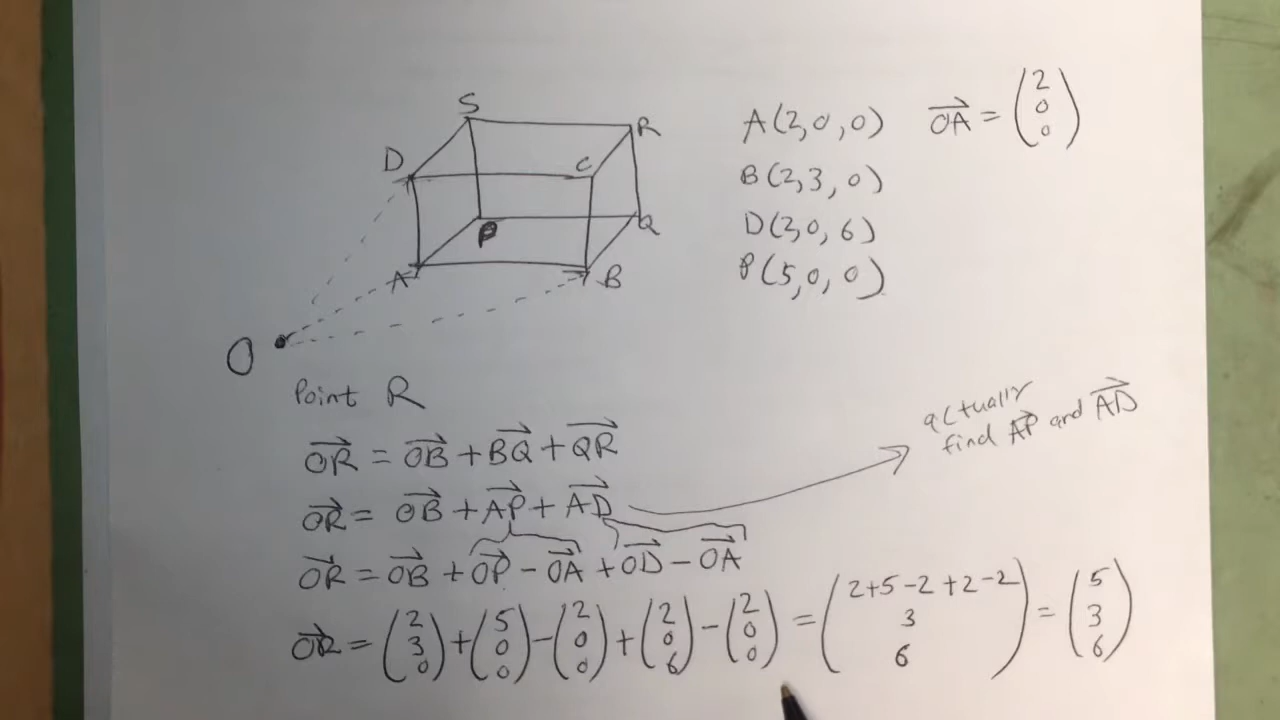 S
R
D
C
P
Q
A
B
O
A(2,0,0) →OA = (2 0 0)
B(2,3,0)
D(2,0,6)
P(5,0,0)
Point R
→OR = →OB + →BQ + →QR
actually
find →AP and →AD
→OR = →OB + →AP + →AD
→OR = →OB + →OP - →OA + →OD - →OA
→OR = (2 3 0) + (5 0 0) - (2 0 0) + (2 0 6) - (2 0 0) = (2+5-2+2-2 3 6) = (5 3 6)